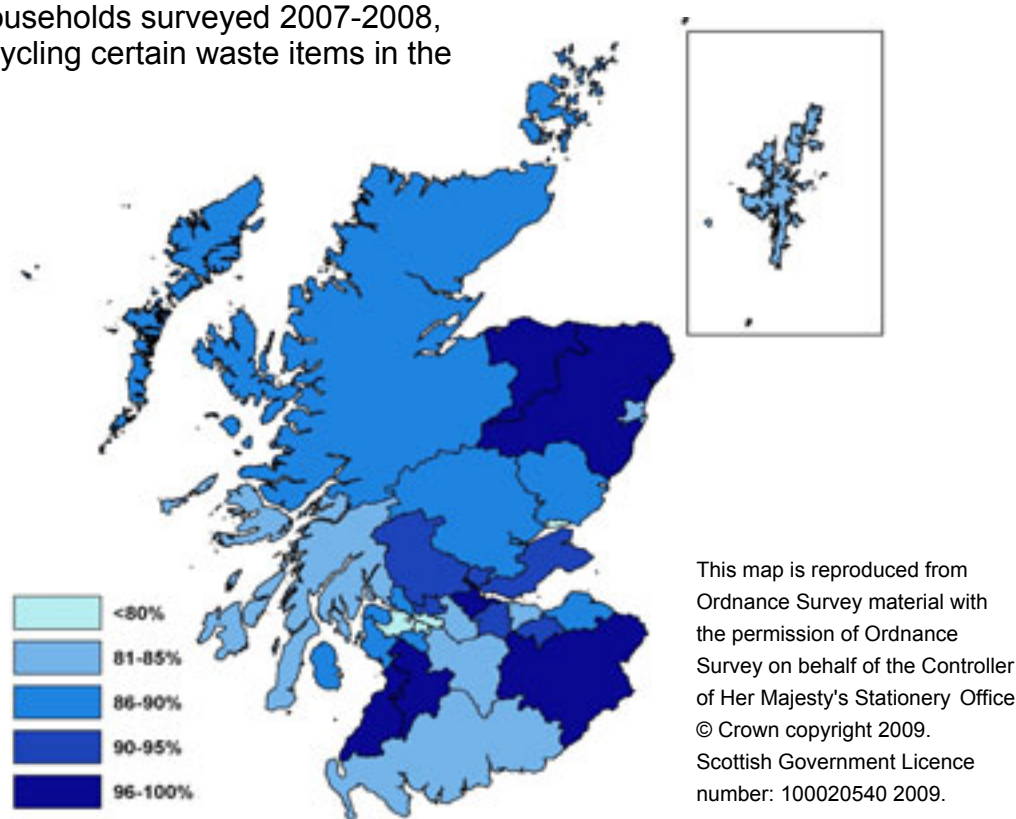 ouseholds surveyed 2007-2008,
cycling certain waste items in the
<80%
81-85%
86-90%
90-95%
96-100%
This map is reproduced from
Ordnance Survey material with
the permission of Ordnance
Survey on behalf of the Controller
of Her Majesty's Stationery Office
© Crown copyright 2009.
Scottish Government Licence
number: 100020540 2009.